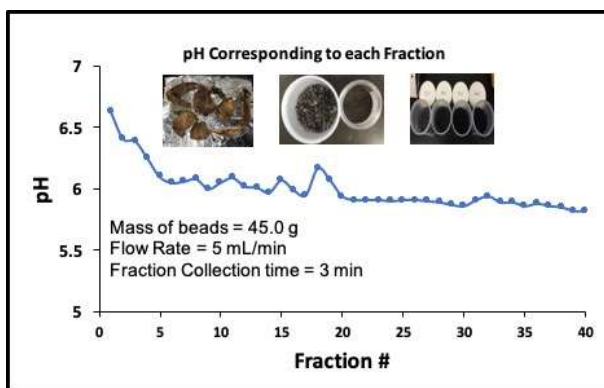 pH Corresponding to each Fraction
7
6.5
6
5.5
5
pH
Mass of beads = 45.0 g
Flow Rate = 5 mL/min
Fraction Collection time = 3 min
0 5 10 15 20 25 30 35 40
Fraction #